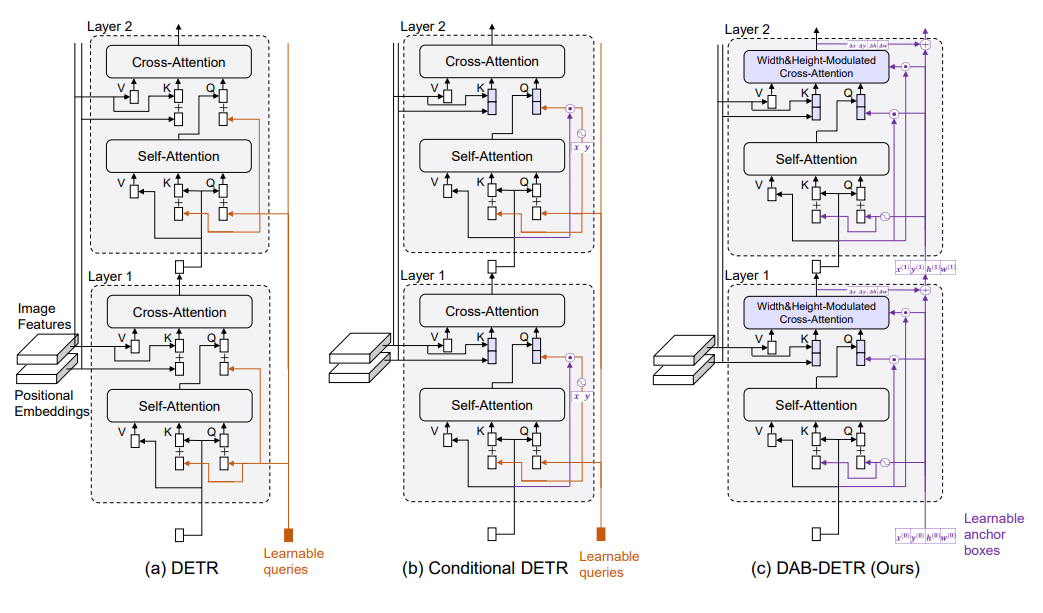 Layer 2
Cross-Attention
V
K
Q
+
Self-Attention
V
K
Q
+
Layer 1
Cross-Attention
V
K
Q
+
Self-Attention
V
K
Q
+
Image
Features
Positional
Embeddings
Learnable
queries
(a) DETR
Layer 2
Cross-Attention
V
K
Q
x y
Self-Attention
V
K
Q
+
Layer 1
Cross-Attention
V
K
Q
x y
Self-Attention
V
K
Q
+
Learnable
queries
(b) Conditional DETR
Layer 2
Δx Δy Δh Δw
+
Width&Height-Modulated
Cross-Attention
V
K
Q
Self-Attention
V
K
Q
+
x⁽¹⁾ y⁽¹⁾ h⁽¹⁾ w⁽¹⁾
Layer 1
Δx Δy Δh Δw
+
Width&Height-Modulated
Cross-Attention
V
K
Q
Self-Attention
V
K
Q
+
x⁽⁰⁾ y⁽⁰⁾ h⁽⁰⁾ w⁽⁰⁾
Learnable
anchor
boxes
(c) DAB-DETR (Ours)